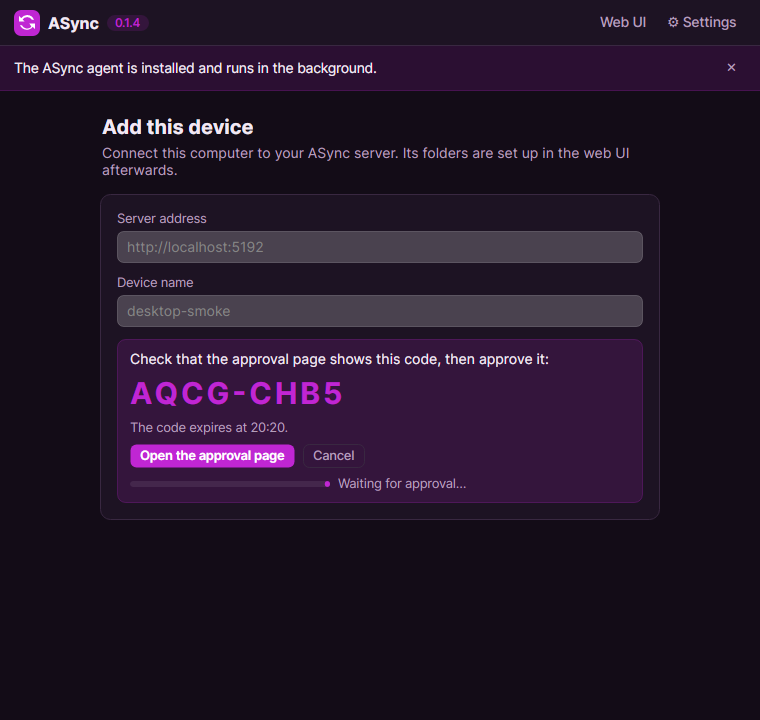 ASync 0.1.4 Web UI ⚙ Settings
The ASync agent is installed and runs in the background. ×
Add this device
Connect this computer to your ASync server. Its folders are set up in the web UI
afterwards.
Server address
http://localhost:5192
Device name
desktop-smoke
Check that the approval page shows this code, then approve it:
AQCG-CHB5
The code expires at 20:20.
Open the approval page Cancel
Waiting for approval...